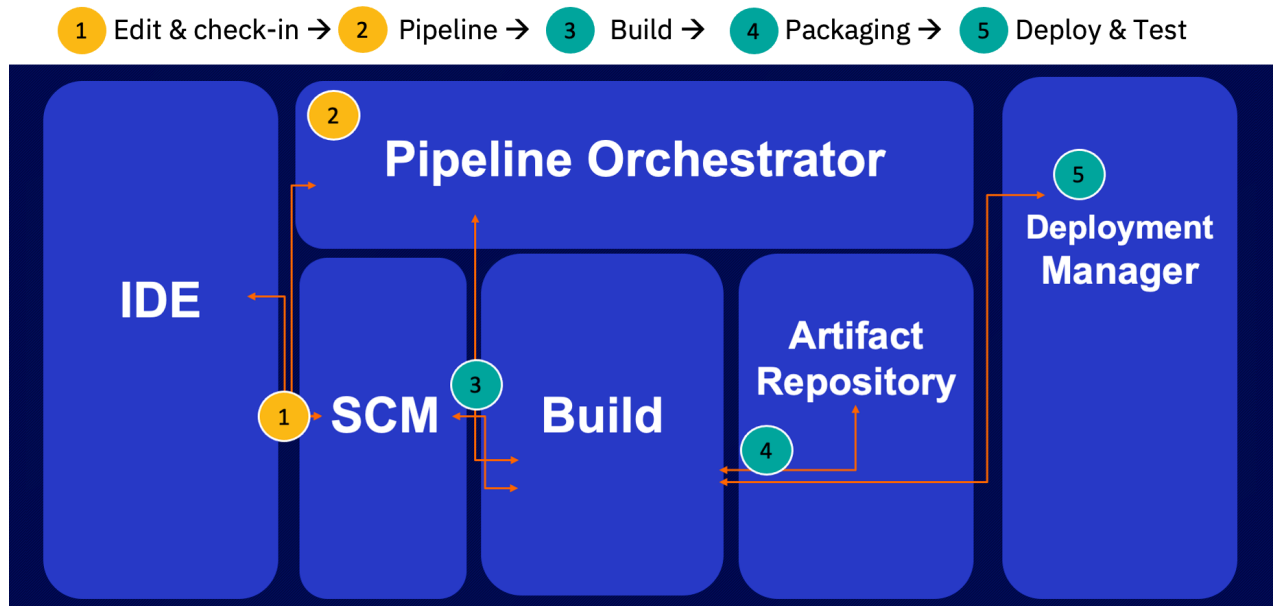 1 Edit & check-in → 2 Pipeline → 3 Build → 4 Packaging → 5 Deploy & Test
2
Pipeline Orchestrator
5
Deployment
Manager
IDE
1
SCM
3
Build
Artifact
Repository
4